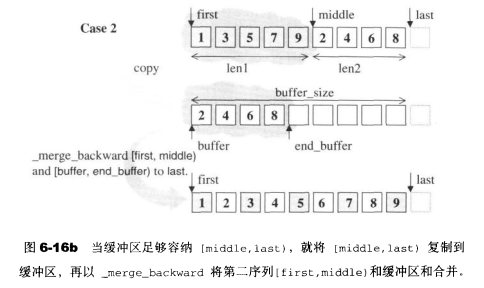 first middle last
Case 2
1 3 5 7 9 2 4 6 8
copy len1 len2
buffer_size
2 4 6 8
buffer end_buffer
_merge_backward [first, middle)
and [buffer, end_buffer) to last.
first last
1 2 3 4 5 6 7 8 9
图 6-16b 当缓冲区足够容纳 [middle,last)，就将 [middle,last) 复制到
缓冲区，再以 _merge_backward 将第二序列[first,middle)和缓冲区和合并。